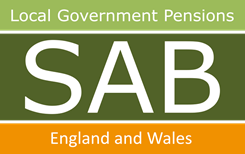 Local Government Pensions
SAB
England and Wales